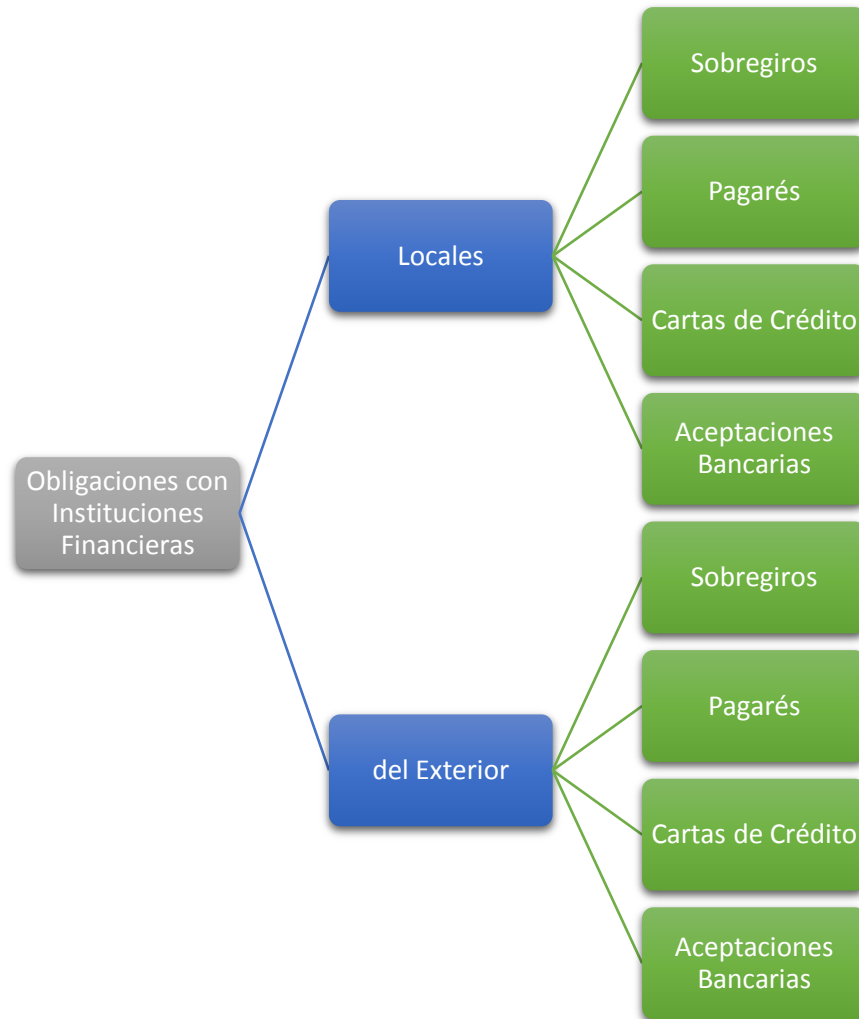 Obligaciones con
Instituciones
Financieras
Locales
Sobregiros
Pagarés
Cartas de Crédito
Aceptaciones
Bancarias
del Exterior
Sobregiros
Pagarés
Cartas de Crédito
Aceptaciones
Bancarias